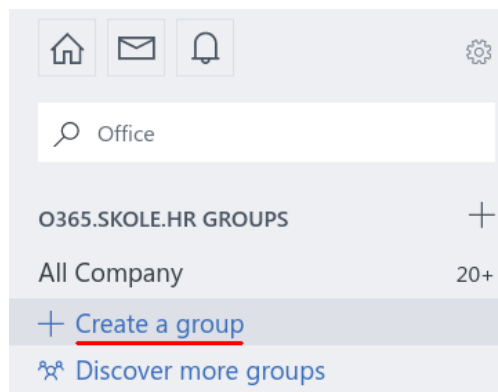 Office
O365.SKOLE.HR GROUPS
All Company 20+
Create a group
Discover more groups